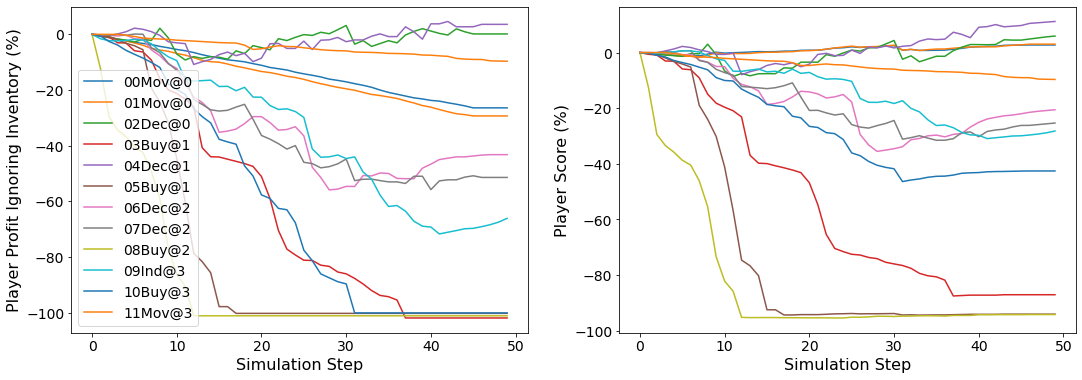 Player Profit Ignoring Inventory (%)
0
−20
−40
−60
−80
−100
00Mov@0
01Mov@0
02Dec@0
03Buy@1
04Dec@1
05Buy@1
06Dec@2
07Dec@2
08Buy@2
09Ind@3
10Buy@3
11Mov@3
0 10 20 30 40 50
Simulation Step
Player Score (%)
0
−20
−40
−60
−80
−100
0 10 20 30 40 50
Simulation Step